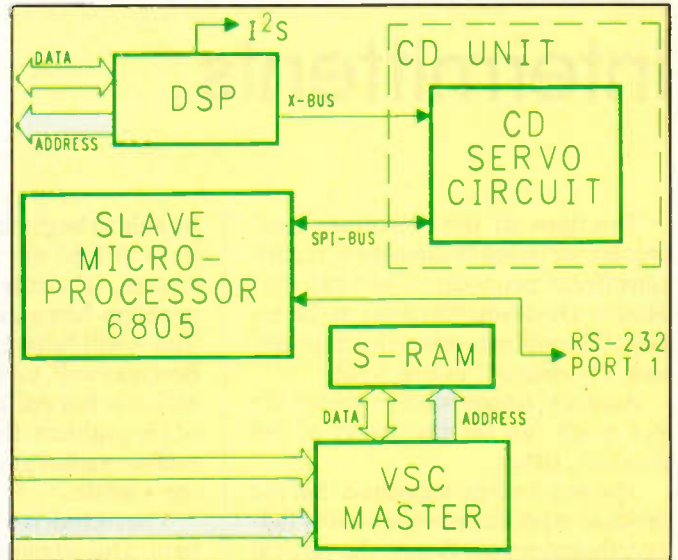 I²S
DATA
DSP
ADDRESS
X-BUS
CD UNIT
CD
SERVO
CIRCUIT
SLAVE
MICRO-
PROCESSOR
6805
SPI-BUS
RS-232
PORT 1
S-RAM
DATA
ADDRESS
VSC
MASTER